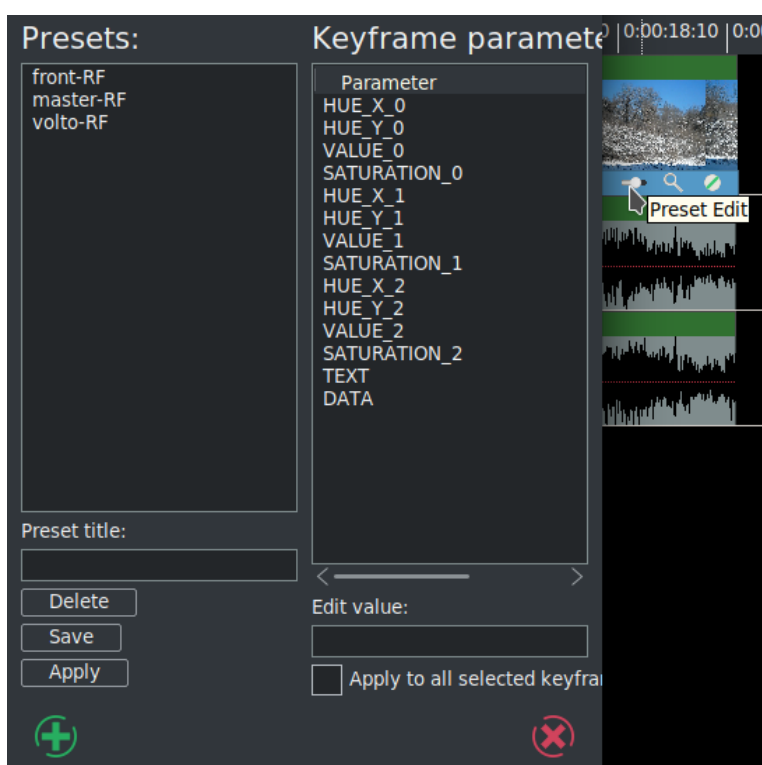 Presets:
front-RF
master-RF
volto-RF
Preset title:
Delete
Save
Apply
Keyframe paramete
Parameter
HUE_X_0
HUE_Y_0
VALUE_0
SATURATION_0
HUE_X_1
HUE_Y_1
VALUE_1
SATURATION_1
HUE_X_2
HUE_Y_2
VALUE_2
SATURATION_2
TEXT
DATA
Edit value:
Apply to all selected keyfra
0:00:18:10
0:0
Preset Edit